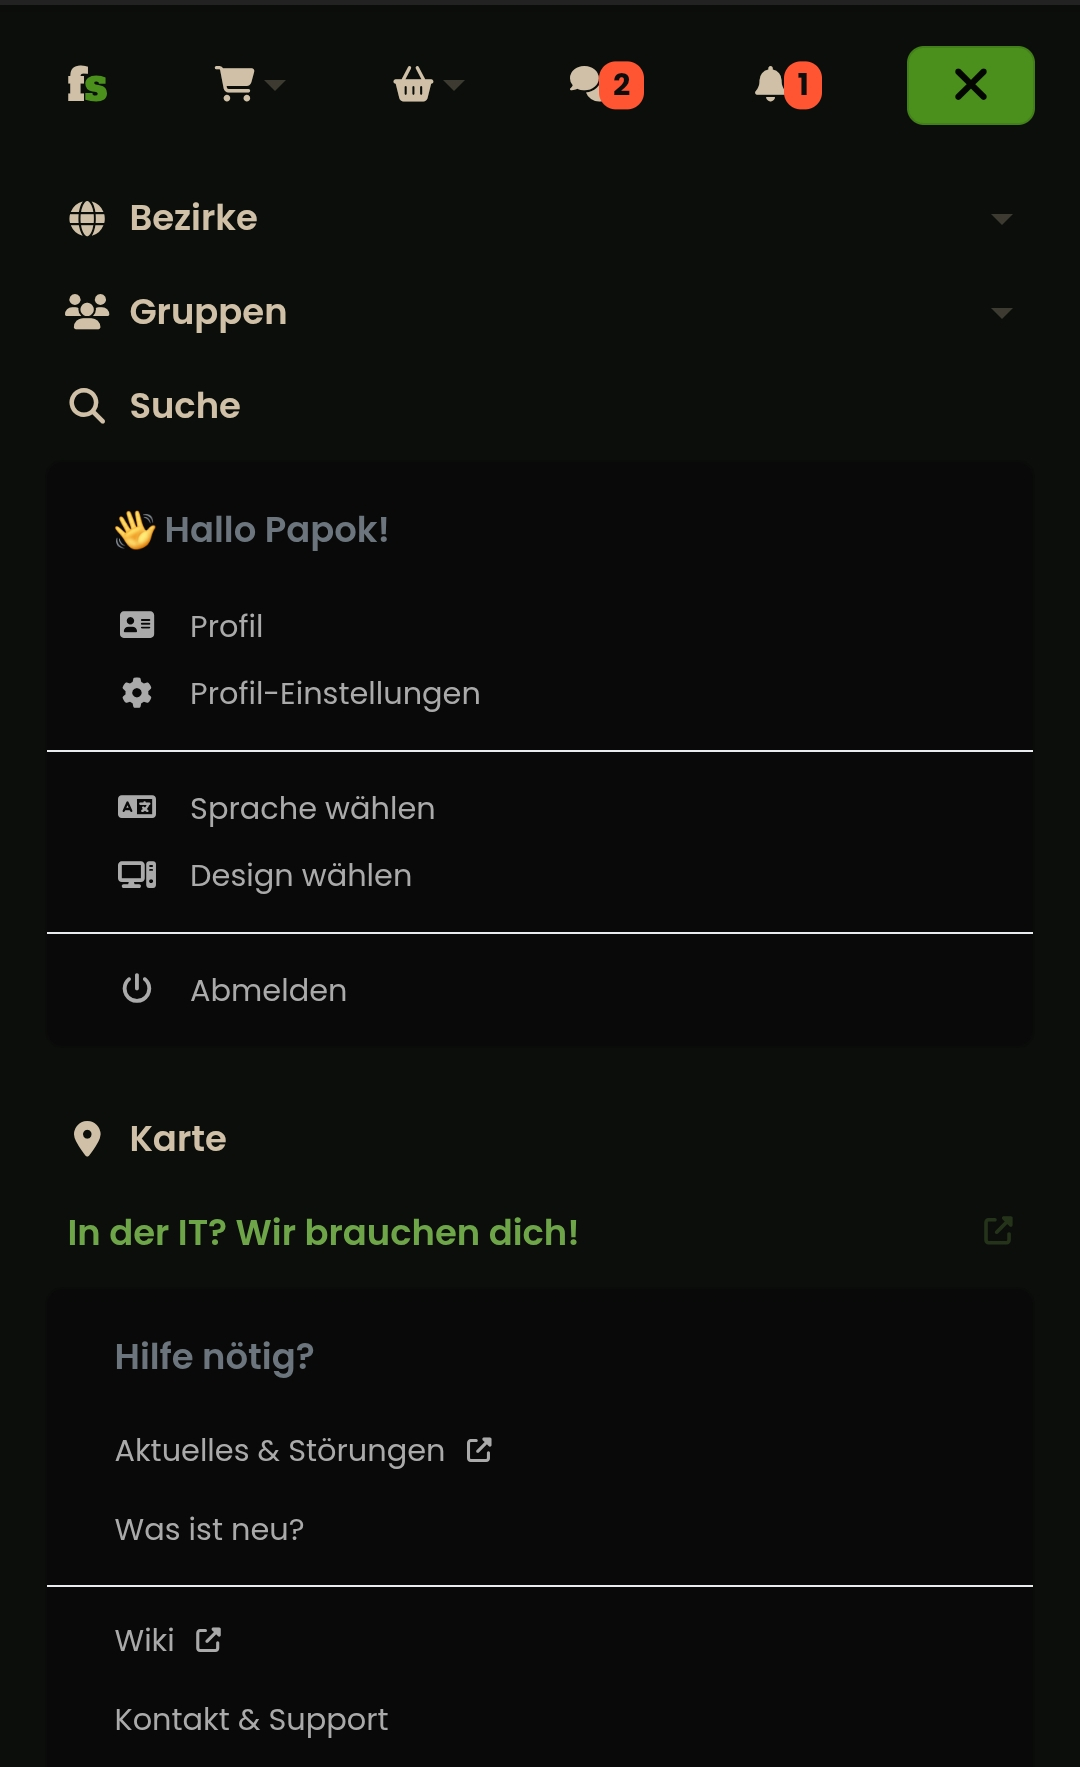 fs
2
1
Bezirke
Gruppen
Suche
👋 Hallo Papok!
Profil
Profil-Einstellungen
Sprache wählen
Design wählen
Abmelden
Karte
In der IT? Wir brauchen dich!
Hilfe nötig?
Aktuelles & Störungen
Was ist neu?
Wiki
Kontakt & Support